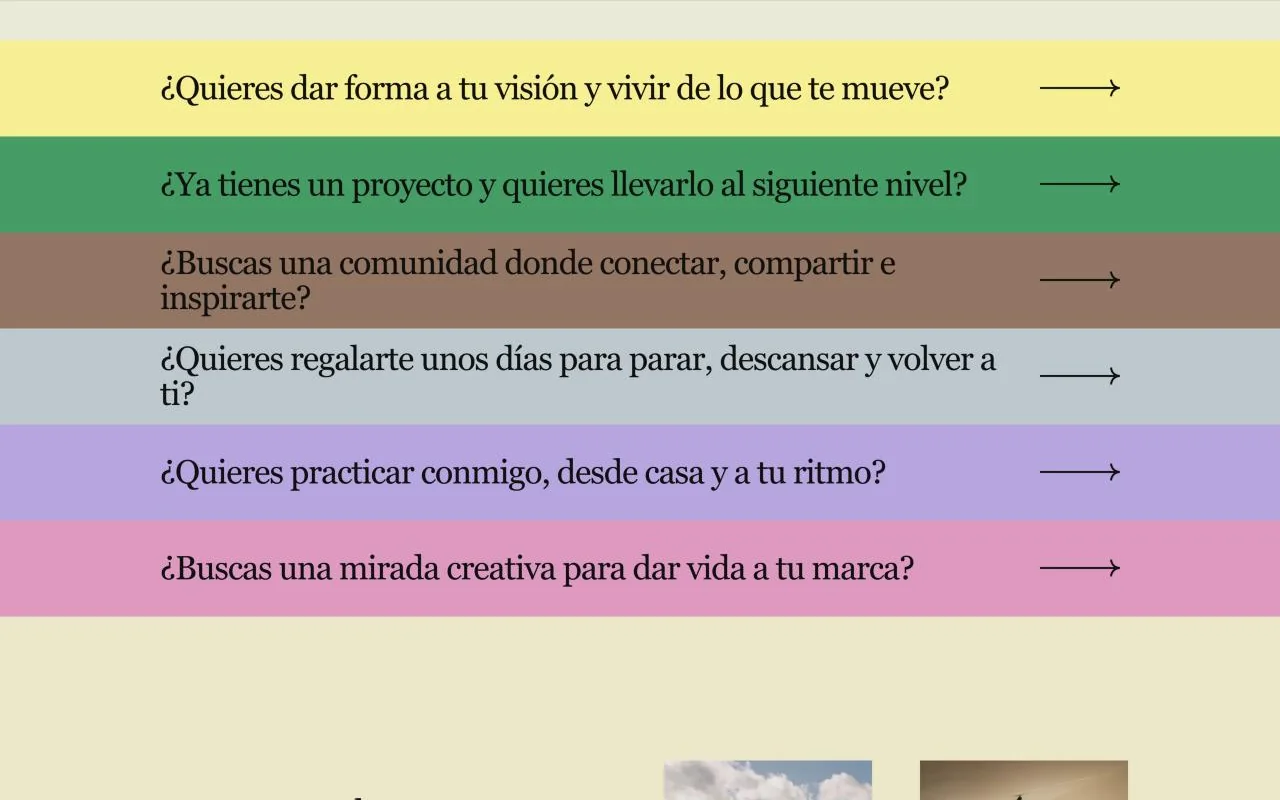 ¿Quieres dar forma a tu visión y vivir de lo que te mueve?
¿Ya tienes un proyecto y quieres llevarlo al siguiente nivel?
¿Buscas una comunidad donde conectar, compartir e
inspirarte?
¿Quieres regalarte unos días para parar, descansar y volver a
ti?
¿Quieres practicar conmigo, desde casa y a tu ritmo?
¿Buscas una mirada creativa para dar vida a tu marca?